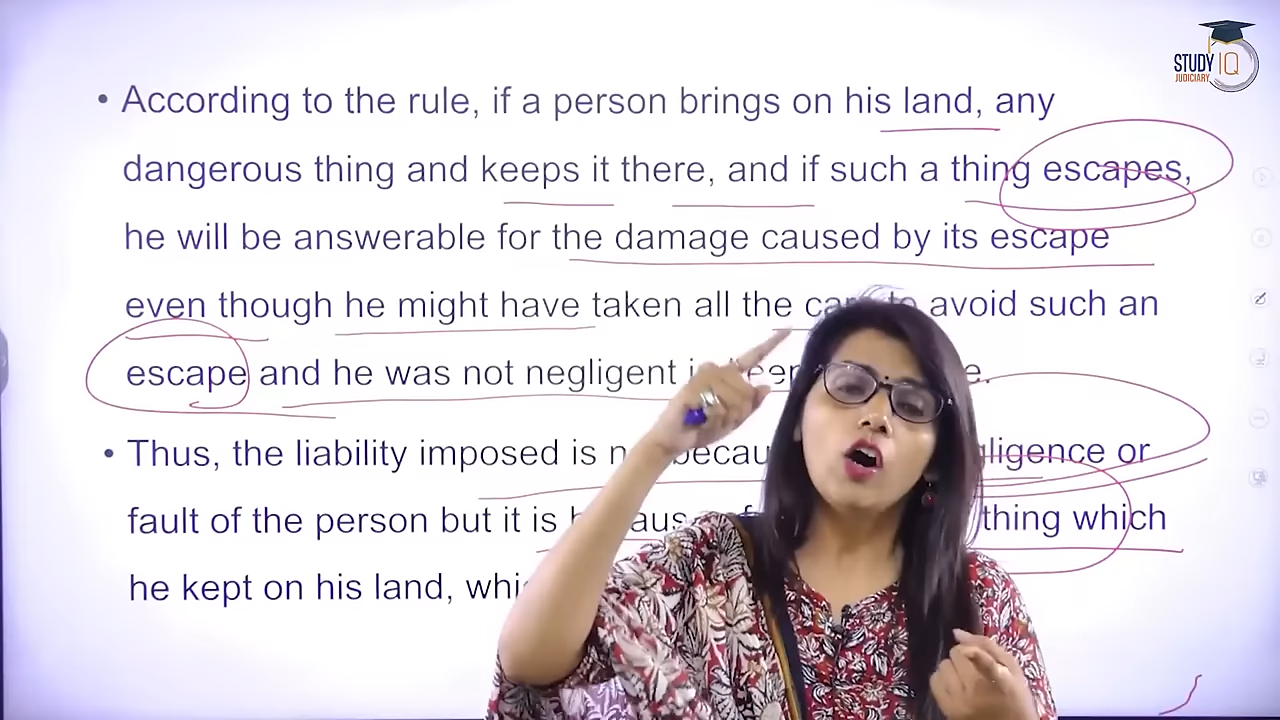 STUDY IQ
JUDICIARY
• According to the rule, if a person brings on his land, any
dangerous thing and keeps it there, and if such a thing escapes,
he will be answerable for the damage caused by its escape
even though he might have taken all the avoid such an
escape and he was not negligent
• Thus, the liability imposed is or
fault of the person but it is thing which
he kept on his land,